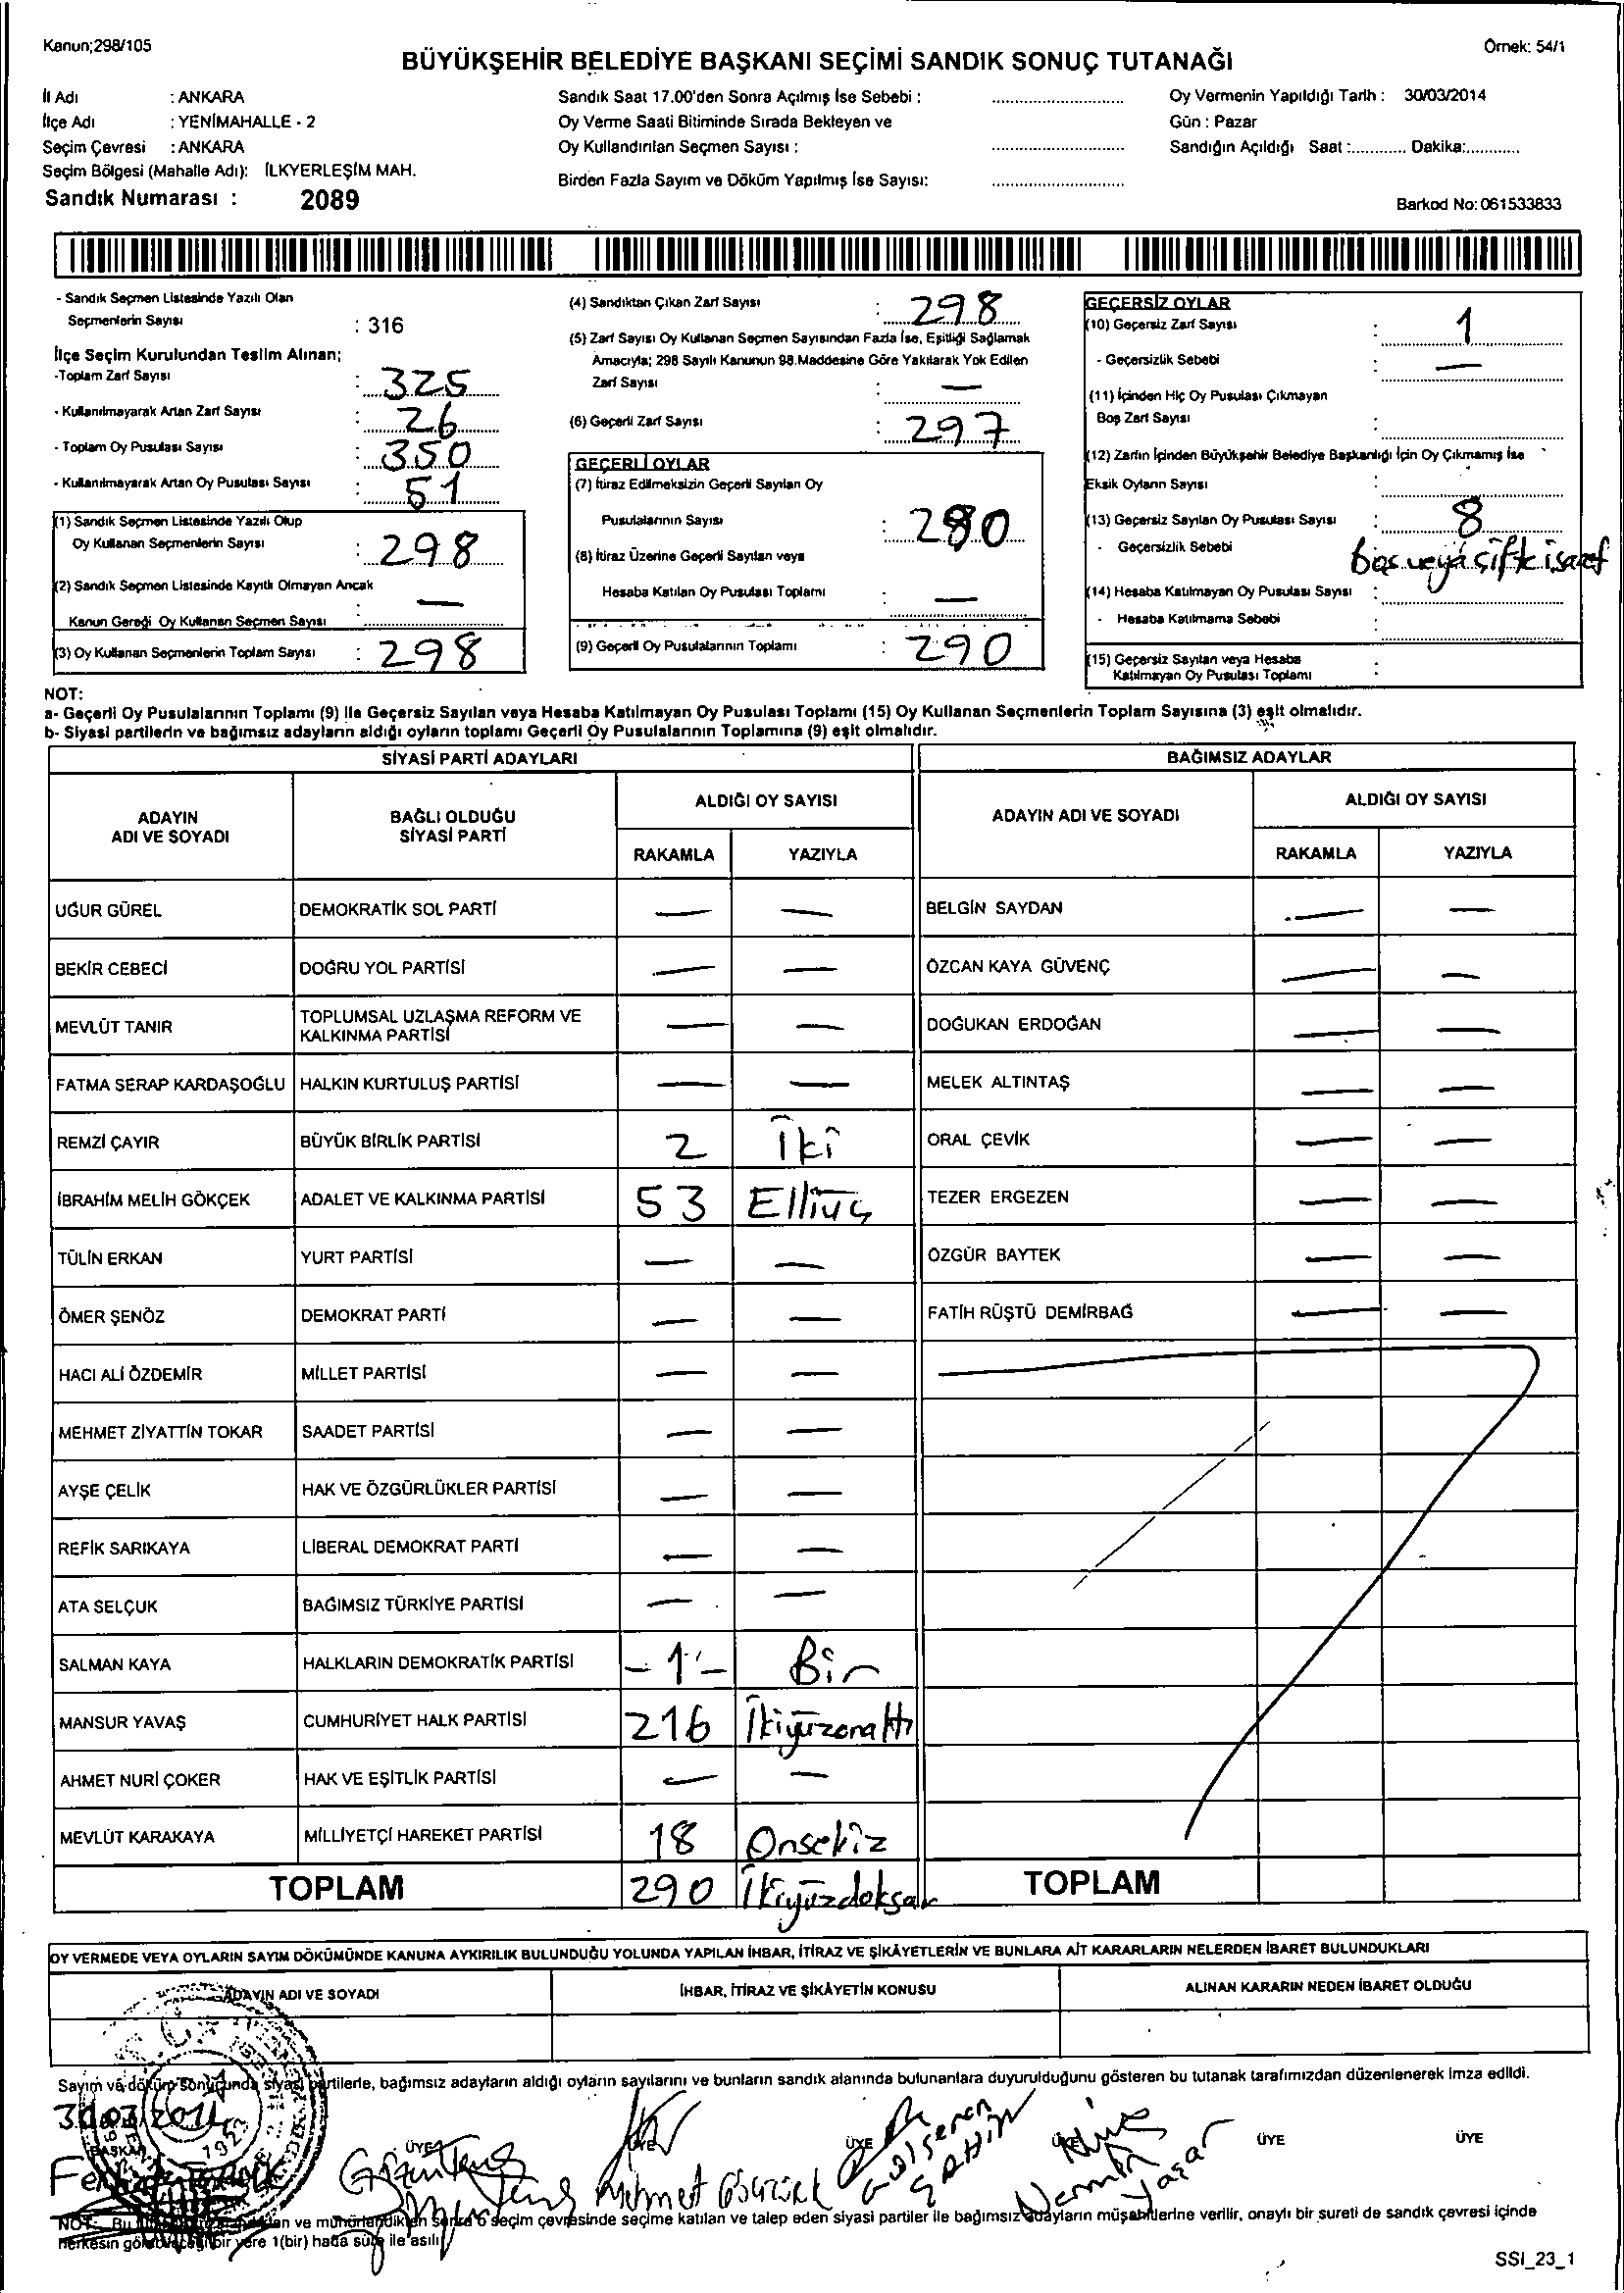 Kanun;298/105
Örnek: 54/1
BÜYÜKŞEHİR BELEDİYE BAŞKANI SEÇİMİ SANDIK SONUÇ TUTANAĞI
İl Adı : ANKARA
İlçe Adı : YENİMAHALLE - 2
Seçim Çevresi : ANKARA
Seçim Bölgesi (Mahalle Adı): İLKYERLEŞİM MAH.
Sandık Numarası : 2089
Sandık Saat 17.00'den Sonra Açılmış İse Sebebi :
Oy Verme Saati Bitiminde Sırada Bekleyen ve
Oy Kullandırılan Seçmen Sayısı :
Birden Fazla Sayım ve Döküm Yapılmış İse Sayısı:
Oy Vermenin Yapıldığı Tarih : 30/03/2014
Gün : Pazar
Sandığın Açıldığı Saat :............ Dakika:............
Barkod No: 061533833
- Sandık Seçmen Listesinde Yazılı Olan
Seçmenlerin Sayısı : 316
İlçe Seçim Kurulundan Teslim Alınan;
-Toplam Zarf Sayısı : 325
- Kullanılmayarak Artan Zarf Sayısı : 26
- Toplam Oy Pusulası Sayısı : 350
- Kullanılmayarak Artan Oy Pusulası Sayısı : 51
(1) Sandık Seçmen Listesinde Yazılı Olup
Oy Kullanan Seçmenlerin Sayısı : 298
(2) Sandık Seçmen Listesinde Kayıtlı Olmayan Ancak
Kanun Gereği Oy Kullanan Seçmen Sayısı : —
(3) Oy Kullanan Seçmenlerin Toplam Sayısı : 298
(4) Sandıktan Çıkan Zarf Sayısı : 298
(5) Zarf Sayısı Oy Kullanan Seçmen Sayısından Fazla İse, Eşitliği Sağlamak
Amacıyla; 298 Sayılı Kanunun 98.Maddesine Göre Yakılarak Yok Edilen
Zarf Sayısı : —
(6) Geçerli Zarf Sayısı : 297
GEÇERLİ OYLAR
(7) İtiraz Edilmeksizin Geçerli Sayılan Oy
Pusulalarının Sayısı : 290
(8) İtiraz Üzerine Geçerli Sayılan veya
Hesaba Katılan Oy Pusulası Toplamı : —
(9) Geçerli Oy Pusulalarının Toplamı : 290
GEÇERSİZ OYLAR
(10) Geçersiz Zarf Sayısı : 1
- Geçersizlik Sebebi : —
(11) İçinden Hiç Oy Pusulası Çıkmayan
Boş Zarf Sayısı :
(12) Zarfın İçinden Büyükşehir Belediye Başkanlığı İçin Oy Çıkmamış İse
Eksik Oyların Sayısı :
(13) Geçersiz Sayılan Oy Pusulası Sayısı : 8
- Geçersizlik Sebebi boş veya çifte işaret
(14) Hesaba Katılmayan Oy Pusulası Sayısı :
- Hesaba Katılmama Sebebi :
(15) Geçersiz Sayılan veya Hesaba
Katılmayan Oy Pusulası Toplamı :
NOT:
a- Geçerli Oy Pusulalarının Toplamı (9) İle Geçersiz Sayılan veya Hesaba Katılmayan Oy Pusulası Toplamı (15) Oy Kullanan Seçmenlerin Toplam Sayısına (3) eşit olmalıdır.
b- Siyasi partilerin ve bağımsız adayların aldığı oyların toplamı Geçerli Oy Pusulalarının Toplamına (9) eşit olmalıdır.
SİYASİ PARTİ ADAYLARI
BAĞIMSIZ ADAYLAR
ADAYIN ADI VE SOYADI
BAĞLI OLDUĞU SİYASİ PARTİ
ALDIĞI OY SAYISI
RAKAMLA YAZIYLA
ADAYIN ADI VE SOYADI
ALDIĞI OY SAYISI
RAKAMLA YAZIYLA
UĞUR GÜREL DEMOKRATİK SOL PARTİ — — BELGİN SAYDAN — —
BEKİR CEBECİ DOĞRU YOL PARTİSİ — — ÖZCAN KAYA GÜVENÇ — —
MEVLÜT TANIR TOPLUMSAL UZLAŞMA REFORM VE KALKINMA PARTİSİ — — DOĞUKAN ERDOĞAN — —
FATMA SERAP KARDAŞOĞLU HALKIN KURTULUŞ PARTİSİ — — MELEK ALTINTAŞ — —
REMZİ ÇAYIR BÜYÜK BİRLİK PARTİSİ 2 İki ORAL ÇEVİK — —
İBRAHİM MELİH GÖKÇEK ADALET VE KALKINMA PARTİSİ 53 Elliüç TEZER ERGEZEN — —
TÜLİN ERKAN YURT PARTİSİ — — ÖZGÜR BAYTEK — —
ÖMER ŞENÖZ DEMOKRAT PARTİ — — FATİH RÜŞTÜ DEMİRBAĞ — —
HACI ALİ ÖZDEMİR MİLLET PARTİSİ — —
MEHMET ZİYATTİN TOKAR SAADET PARTİSİ — —
AYŞE ÇELİK HAK VE ÖZGÜRLÜKLER PARTİSİ — —
REFİK SARIKAYA LİBERAL DEMOKRAT PARTİ — —
ATA SELÇUK BAĞIMSIZ TÜRKİYE PARTİSİ — —
SALMAN KAYA HALKLARIN DEMOKRATİK PARTİSİ - 1 - Bir
MANSUR YAVAŞ CUMHURİYET HALK PARTİSİ 216 İkiyüzonaltı
AHMET NURİ ÇOKER HAK VE EŞİTLİK PARTİSİ — —
MEVLÜT KARAKAYA MİLLİYETÇİ HAREKET PARTİSİ 18 Onsekiz
TOPLAM 290 İkiyüzdoksan TOPLAM
OY VERMEDE VEYA OYLARIN SAYIM DÖKÜMÜNDE KANUNA AYKIRILIK BULUNDUĞU YOLUNDA YAPILAN İHBAR, İTİRAZ VE ŞİKÂYETLERİN VE BUNLARA AİT KARARLARIN NELERDEN İBARET BULUNDUKLARI
ADAYIN ADI VE SOYADI İHBAR, İTİRAZ VE ŞİKÂYETİN KONUSU ALINAN KARARIN NEDEN İBARET OLDUĞU
Sayım ve döküm sonucunda siyasi partilerle, bağımsız adayların aldığı oyların sayılarını ve bunların sandık alanında bulunanlara duyurulduğunu gösteren bu tutanak tarafımızdan düzenlenerek imza edildi.
30.03.2014
BAŞKAN ÜYE ÜYE ÜYE ÜYE ÜYE ÜYE
Mehmet Gülseren Şahin Yaşar
NOT: Bu ve mühürlendikten sonra o seçim çevresinde seçime katılan ve talep eden siyasi partiler ile bağımsız adayların müşahitlerine verilir, onaylı bir sureti de sandık çevresi içinde
herkesin görebileceği bir yere 1(bir) hafta süre ile asılır
SSI_23_1